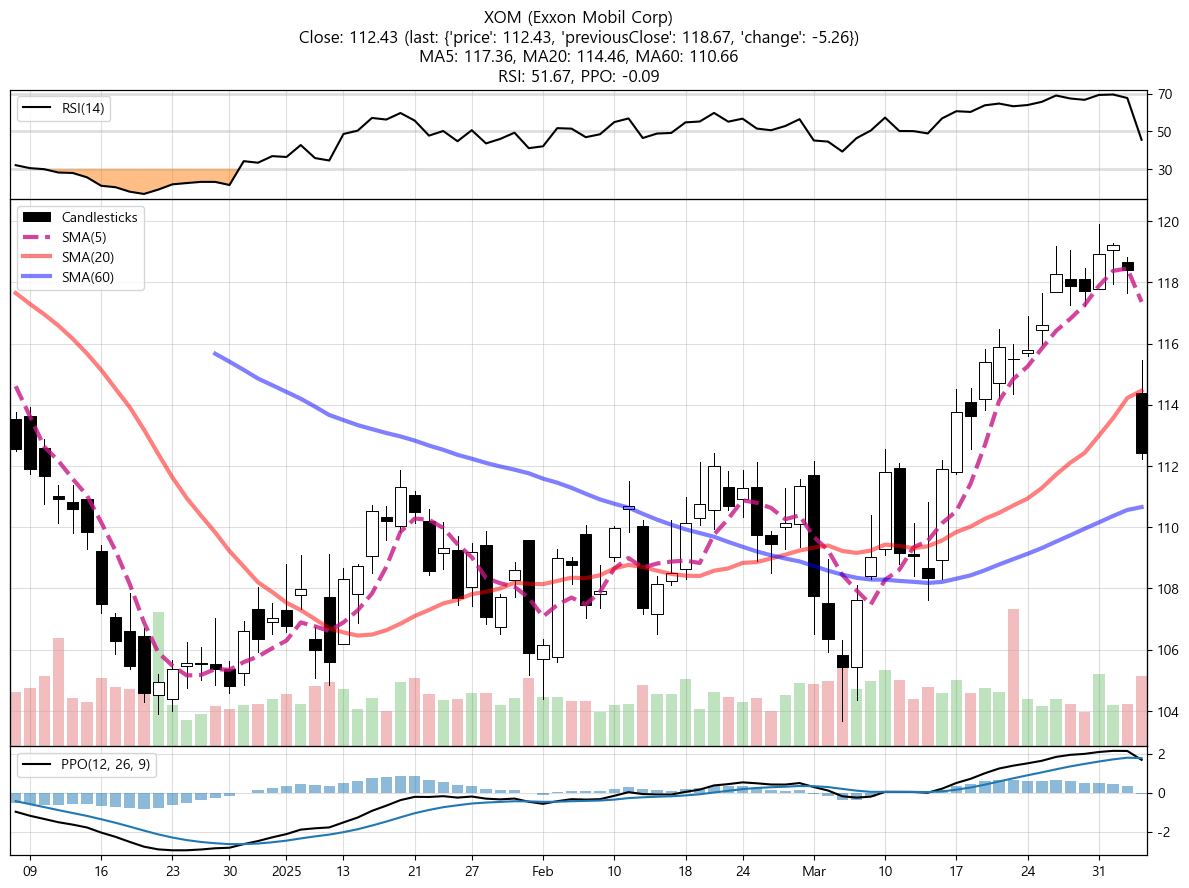 XOM (Exxon Mobil Corp)
Close: 112.43 (last: {'price': 112.43, 'previousClose': 118.67, 'change': -5.26})
MA5: 117.36, MA20: 114.46, MA60: 110.66
RSI: 51.67, PPO: -0.09
RSI(14)
70
50
30
Candlesticks
SMA(5)
SMA(20)
SMA(60)
120
118
116
114
112
110
108
106
104
PPO(12, 26, 9)
2
0
-2
09 16 23 30 2025 13 21 27 Feb 10 18 24 Mar 10 17 24 31